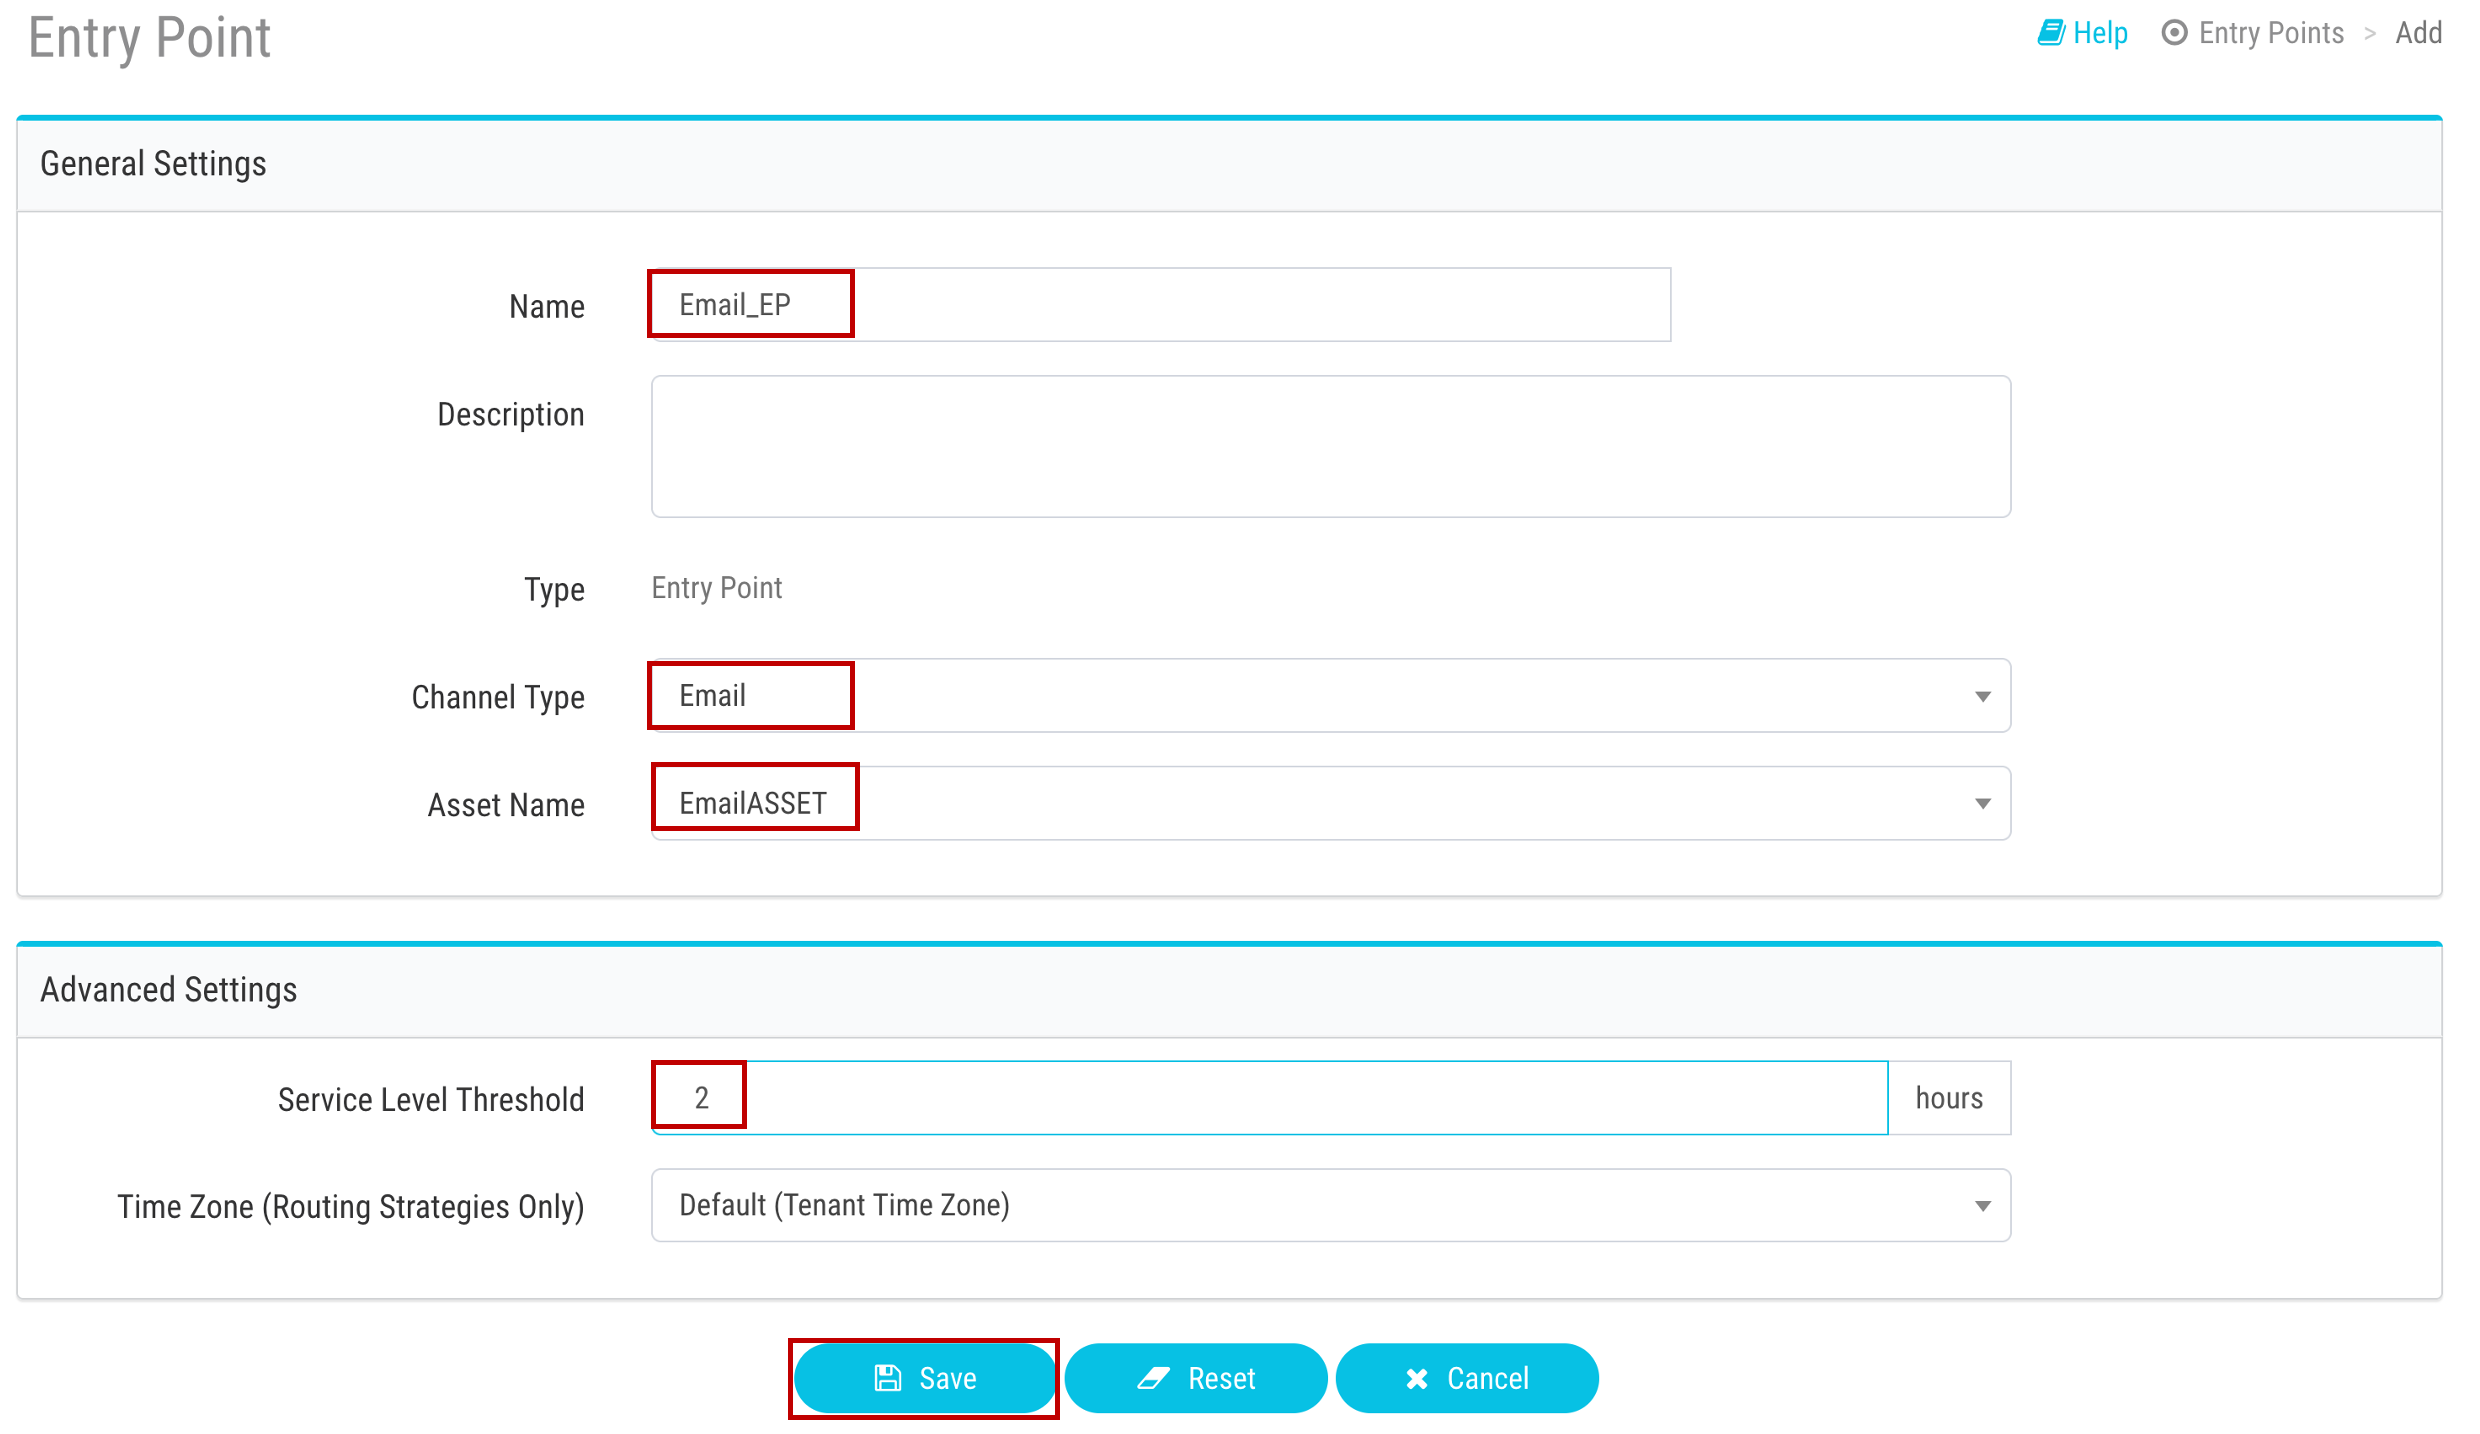 Entry Point
Help Entry Points > Add
General Settings
Name Email_EP
Description
Type Entry Point
Channel Type Email
Asset Name EmailASSET
Advanced Settings
Service Level Threshold 2 hours
Time Zone (Routing Strategies Only) Default (Tenant Time Zone)
Save Reset Cancel